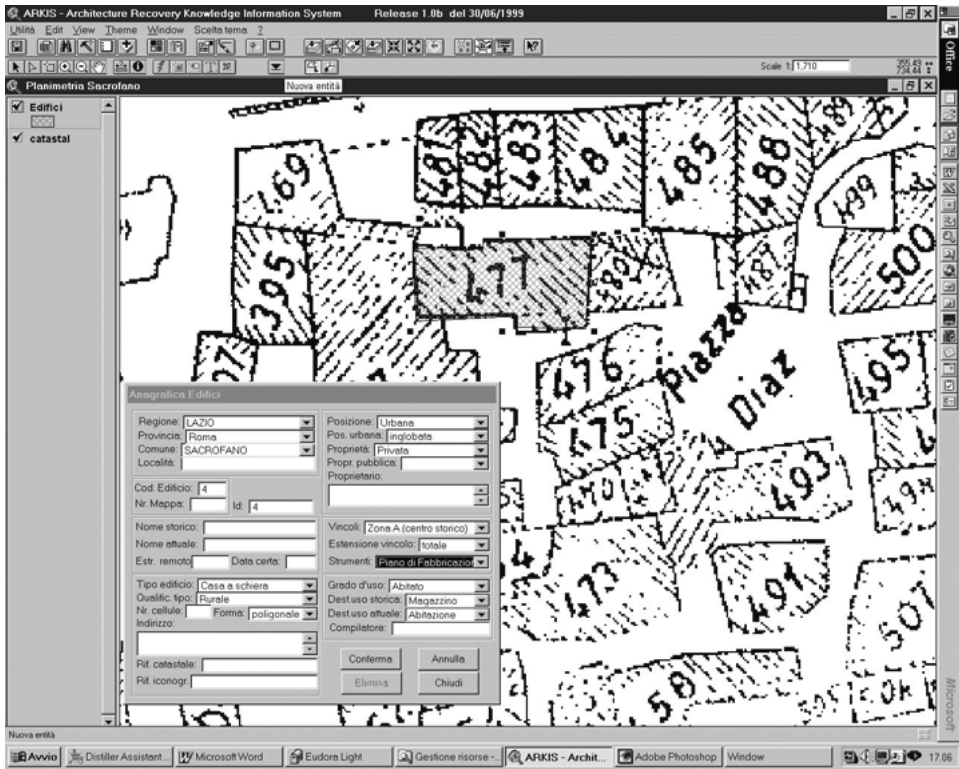 ARKIS - Architecture Recovery Knowledge Information System Release 1.0b del 30/06/1999
Utilità Edit View Theme Window Scelta tema ?
Scale 1: 1,710
355.49
734.44
Office
Planimetria Sacrofano
Nuova entità
Edifici
catastal
469
481
482
483
484
485
488
499
500
395
477
487
Piazza
Diaz
495
476
475
493
473
491
501
Anagrafica Edifici
Regione: LAZIO
Provincia: Roma
Comune: SACROFANO
Località:
Cod. Edificio: 4
Nr. Mappa: Id: 4
Nome storico:
Nome attuale:
Estr. remoto Data certa:
Tipo edificio: Casa a schiera
Qualific. tipo: Rurale
Nr. cellule: Forma: poligonale
Indirizzo:
Rif. catastale:
Rif. iconogr.
Posizione: Urbana
Pos. urbana: inglobata
Proprietà: Privata
Propr. pubblica:
Proprietario:
Vincoli: Zona A (centro storico)
Estensione vincolo: totale
Strumenti: Piano di Fabbricazion
Grado d'uso: Abitato
Dest.uso storica: Magazzino
Dest.uso attuale: Abitazione
Compilatore:
Conferma Annulla
Elimina Chiudi
Microsoft
Nuova entità
Avvio Distiller Assistant ... Microsoft Word Eudora Light Gestione risorse -... ARKIS - Archit... Adobe Photoshop Window 17.06